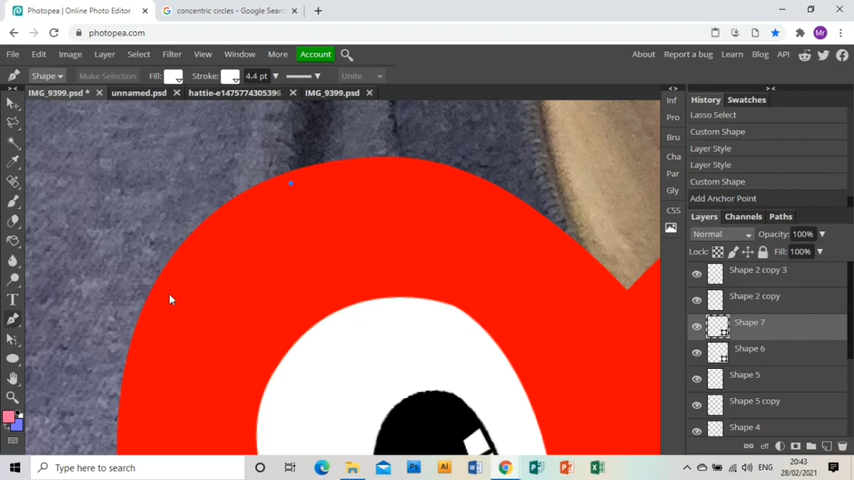 Photopea | Online Photo Editor
concentric circles - Google Sear
photopea.com
Mr
File Edit Image Layer Select Filter View Window More Account
About Report a bug Learn Blog API
Shape Make Selection Fill: Stroke: 4.4 pt Unite
IMG_9399.psd * unnamed.psd hattie-e1475774305396. IMG_9399.psd
Inf
Pro
Bru
Cha
Par
Gly
CSS
History Swatches
Lasso Select
Custom Shape
Layer Style
Layer Style
Custom Shape
Add Anchor Point
Layers Channels Paths
Normal Opacity: 100%
Lock: Fill: 100%
Shape 2 copy 3
Shape 2 copy
Shape 7
Shape 6
Shape 5
Shape 5 copy
Shape 4
eff
Type here to search
ENG
20:43
28/02/2021